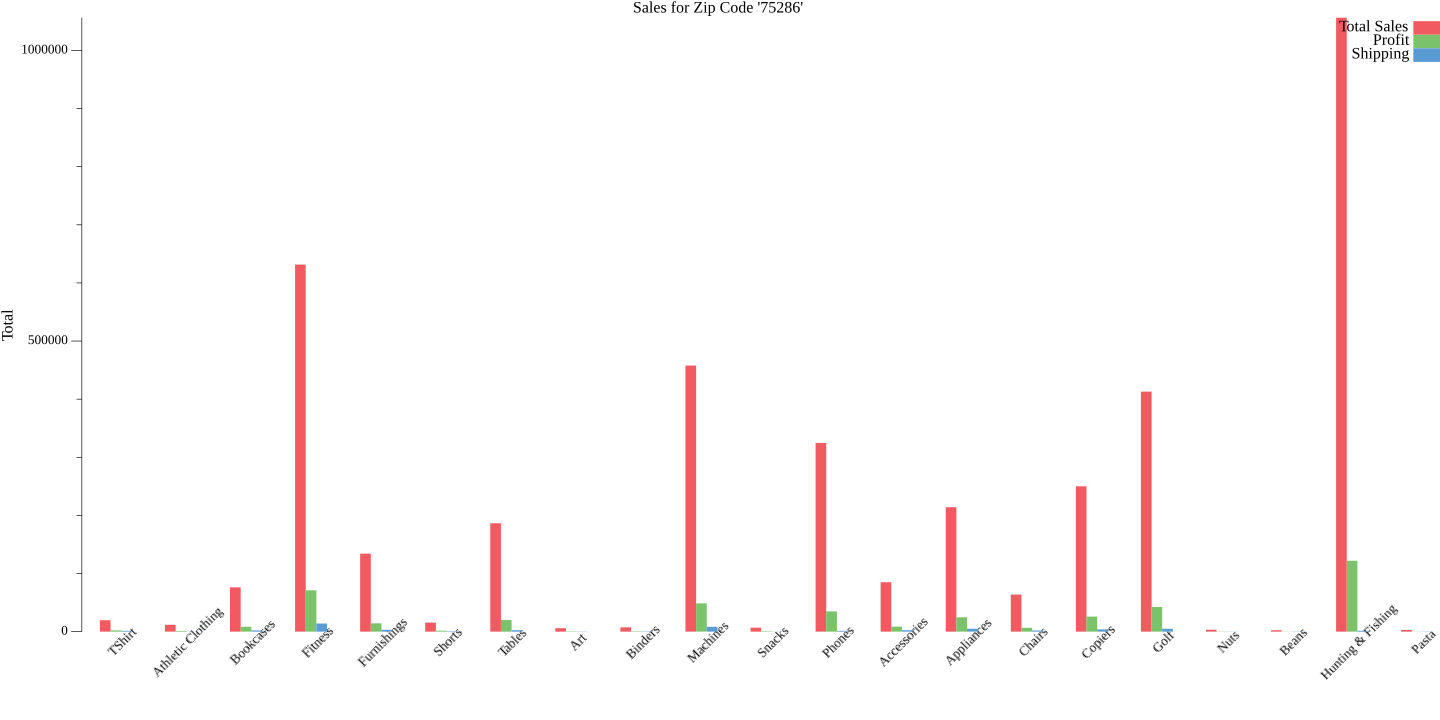 Sales for Zip Code '75286'
Total Sales
Profit
Shipping
1000000
500000
0
Total
TShirt
Athletic Clothing
Bookcases
Fitness
Furnishings
Shorts
Tables
Art
Binders
Machines
Snacks
Phones
Accessories
Appliances
Chairs
Copiers
Golf
Nuts
Beans
Hunting & Fishing
Pasta